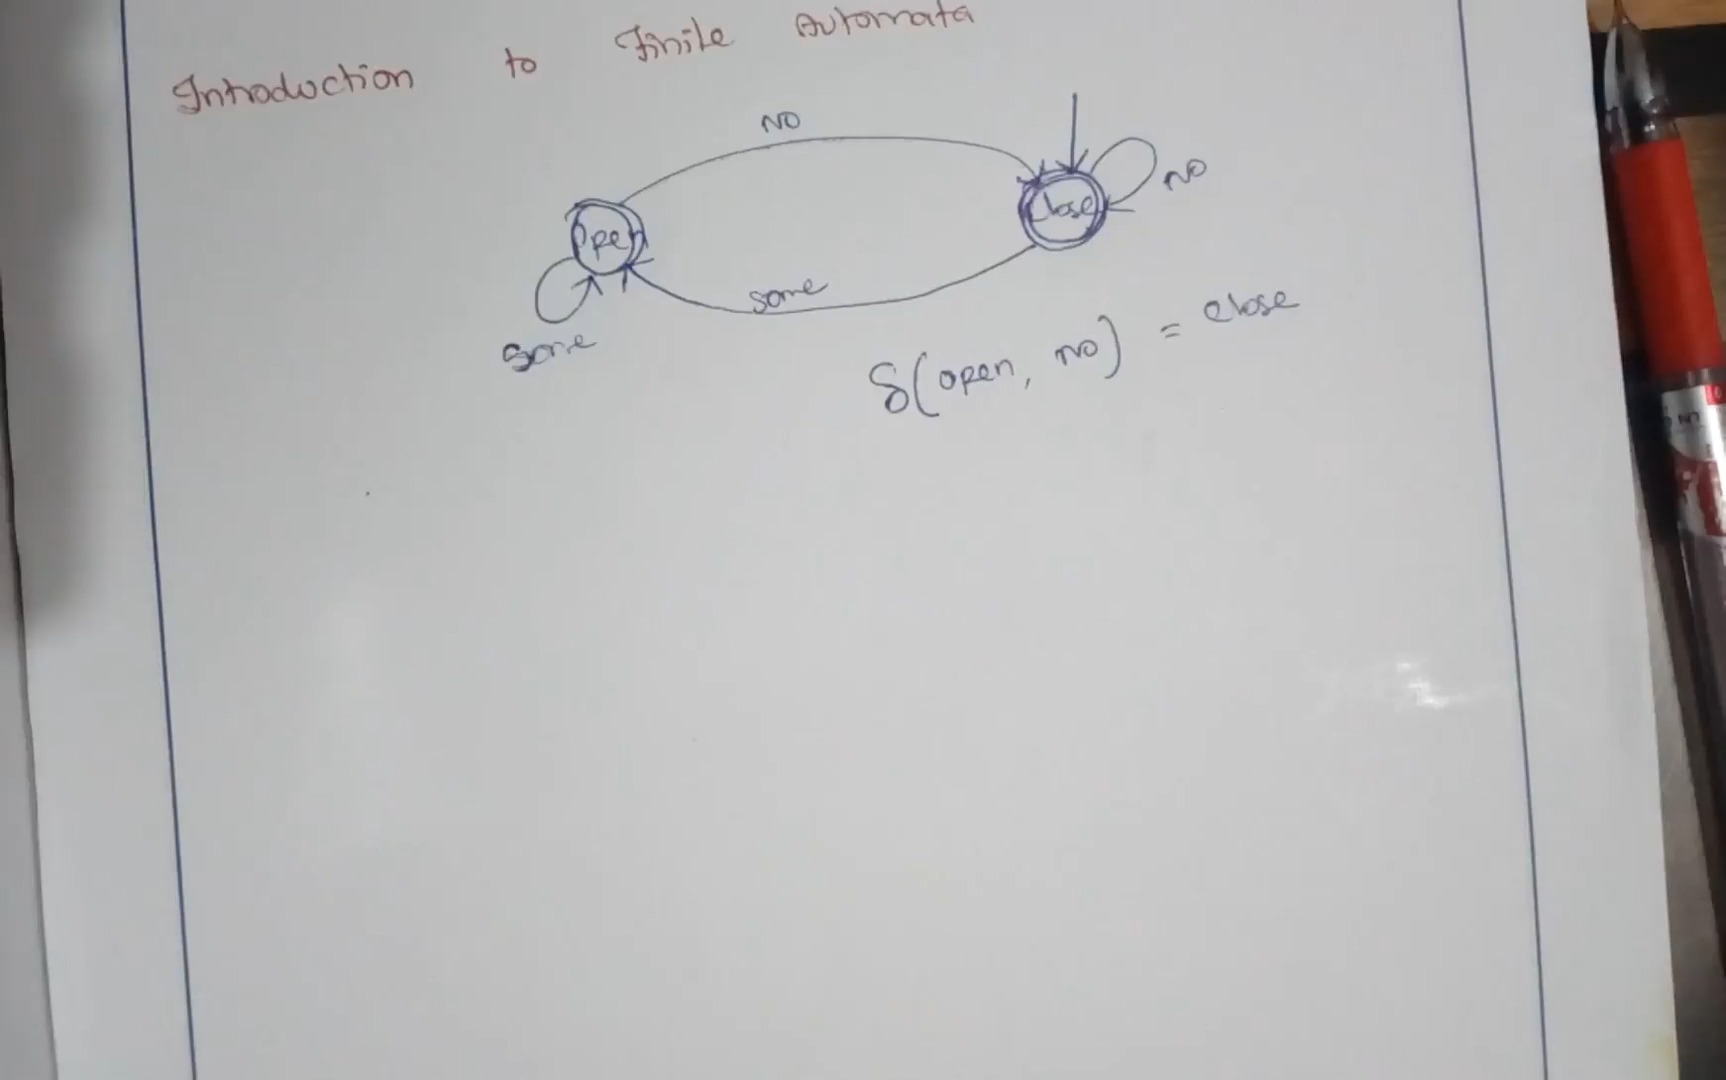 Introduction to Finite Automata
NO
Open
Close
NO
Some
Some
δ(open, no) = close